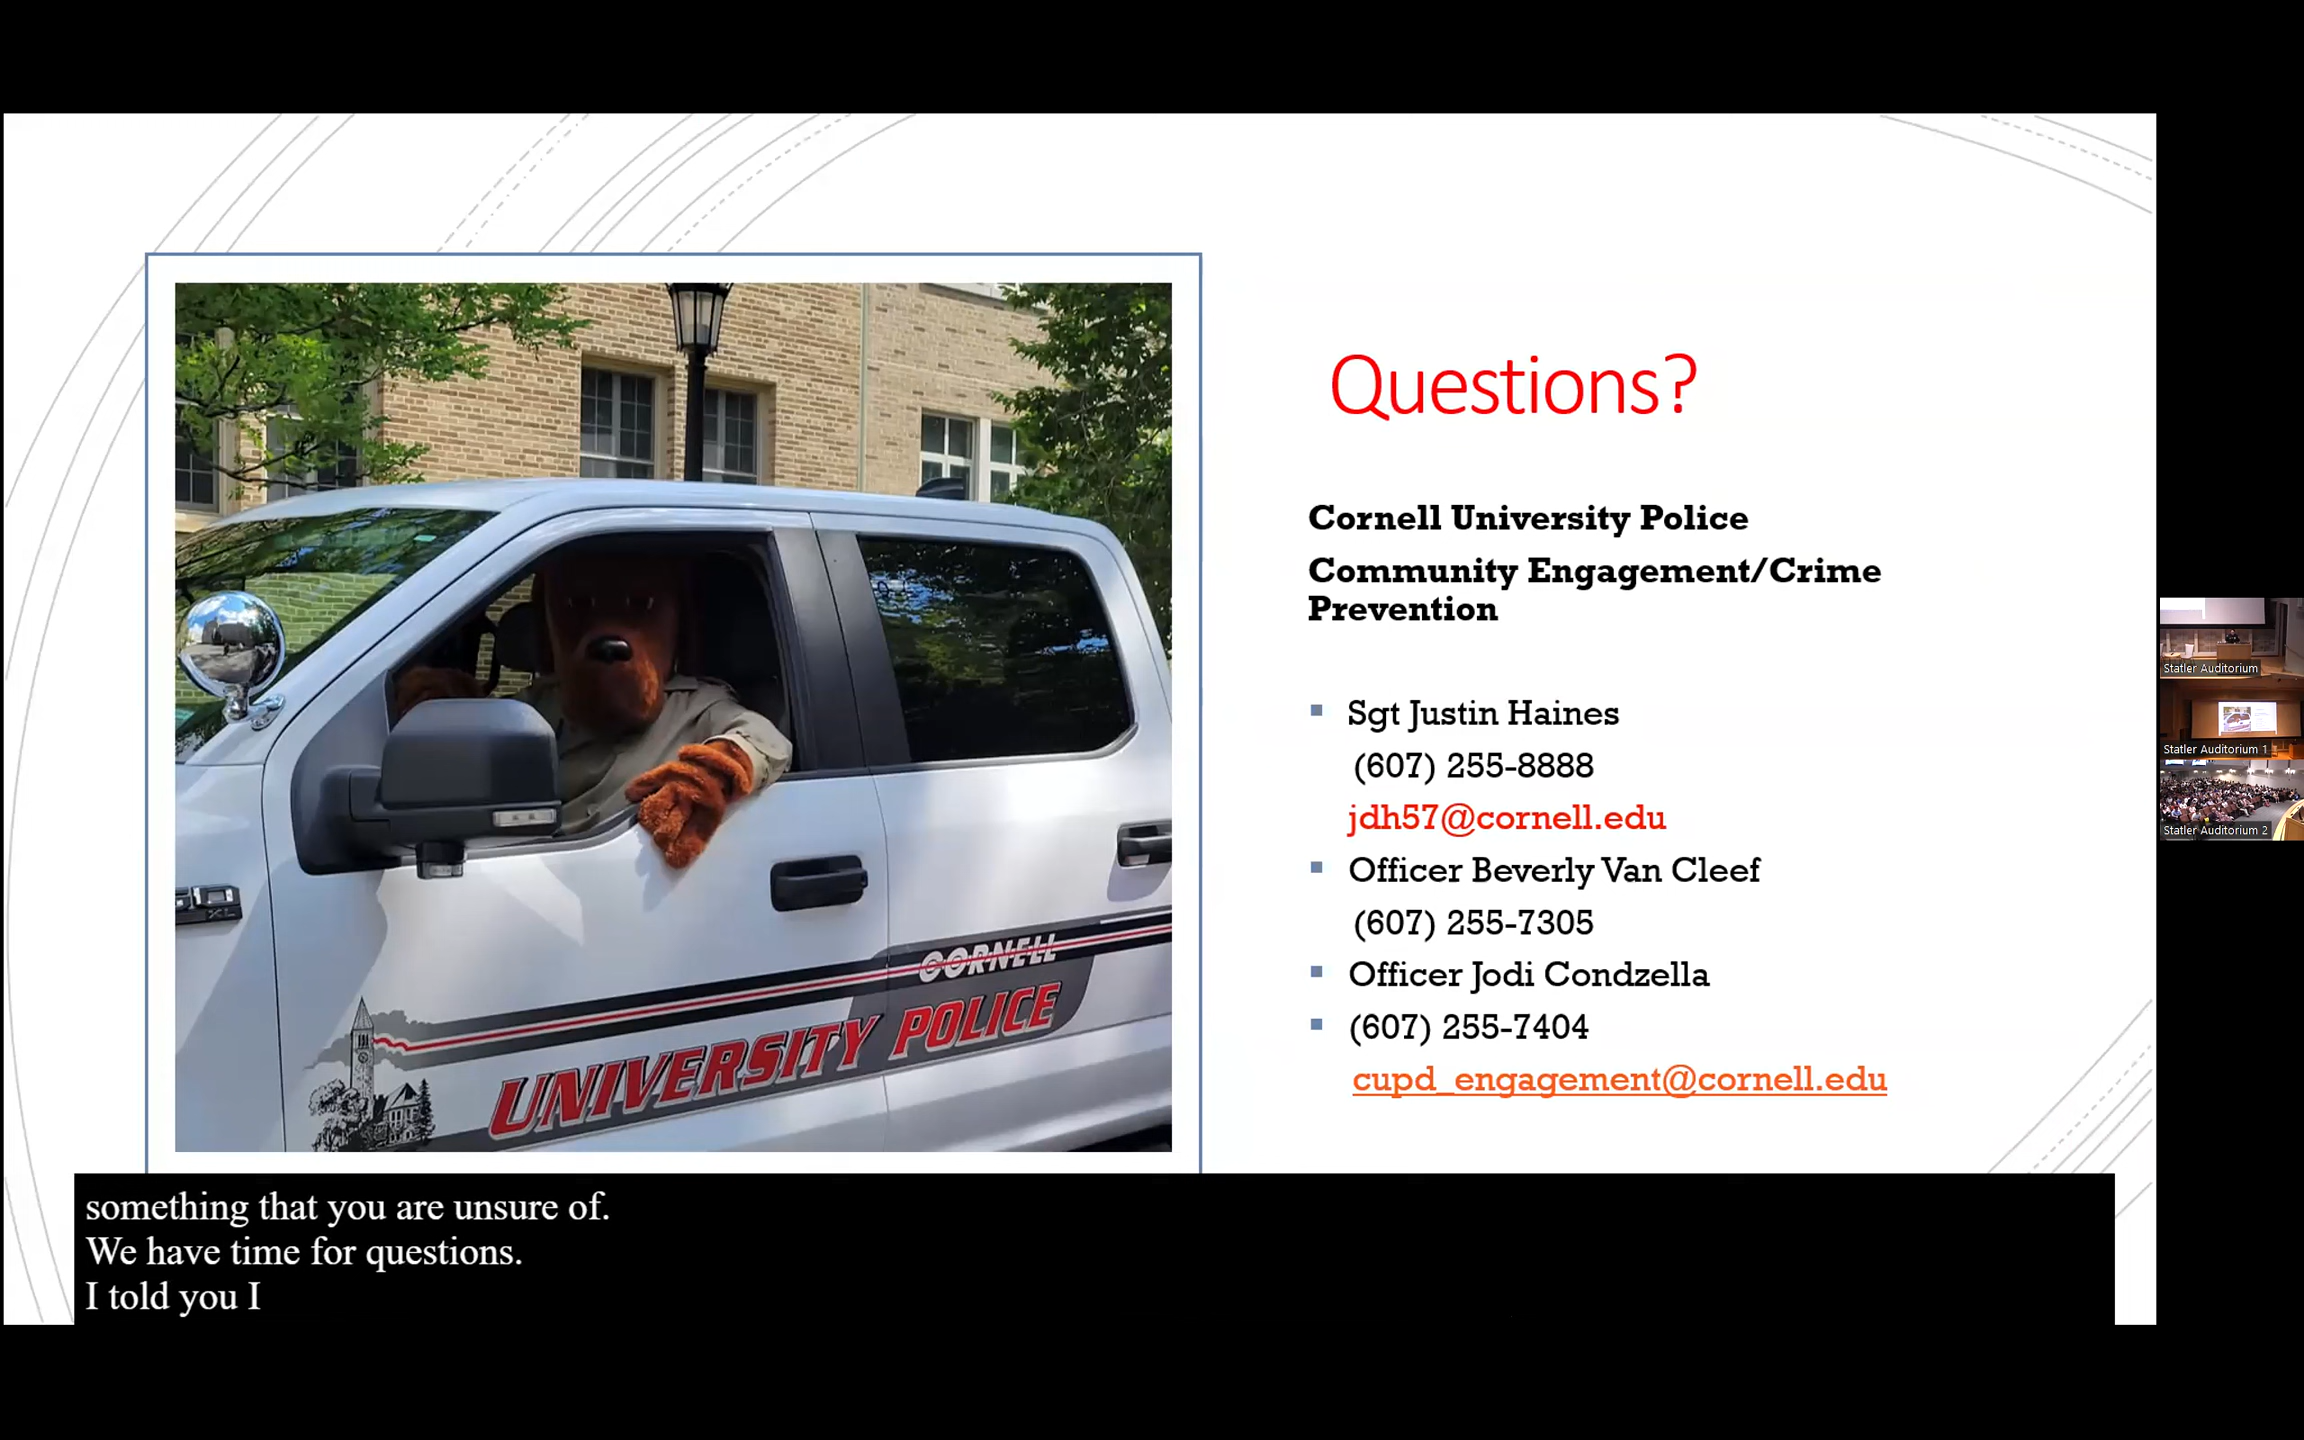 Questions?
Cornell University Police
Community Engagement/Crime
Prevention
Sgt Justin Haines
(607) 255-8888
jdh57@cornell.edu
Officer Beverly Van Cleef
(607) 255-7305
Officer Jodi Condzella
(607) 255-7404
cupd_engagement@cornell.edu
XL
CORNELL
UNIVERSITY POLICE
something that you are unsure of.
We have time for questions.
I told you I
Statler Auditorium
Statler Auditorium 1
Statler Auditorium 2